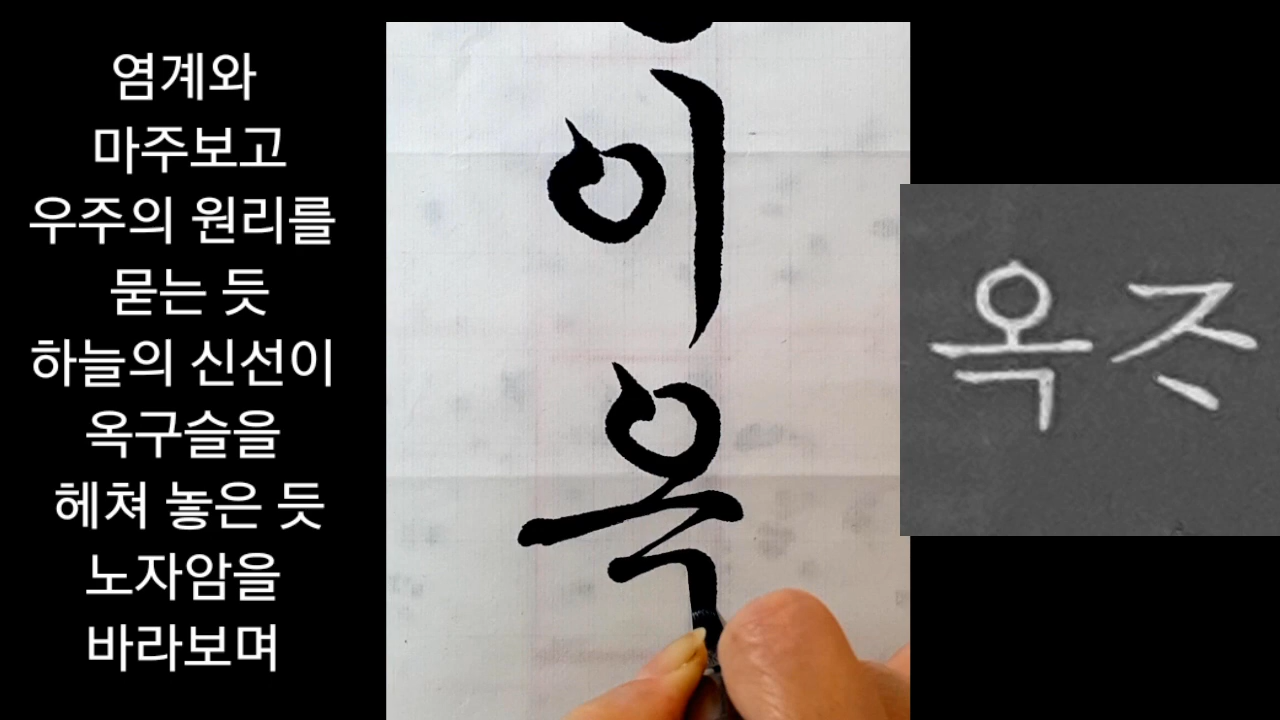 염계와
마주보고
우주의 원리를
묻는 듯
하늘의 신선이
옥구슬을
헤쳐 놓은 듯
노자암을
바라보며
이
옥
옥즈